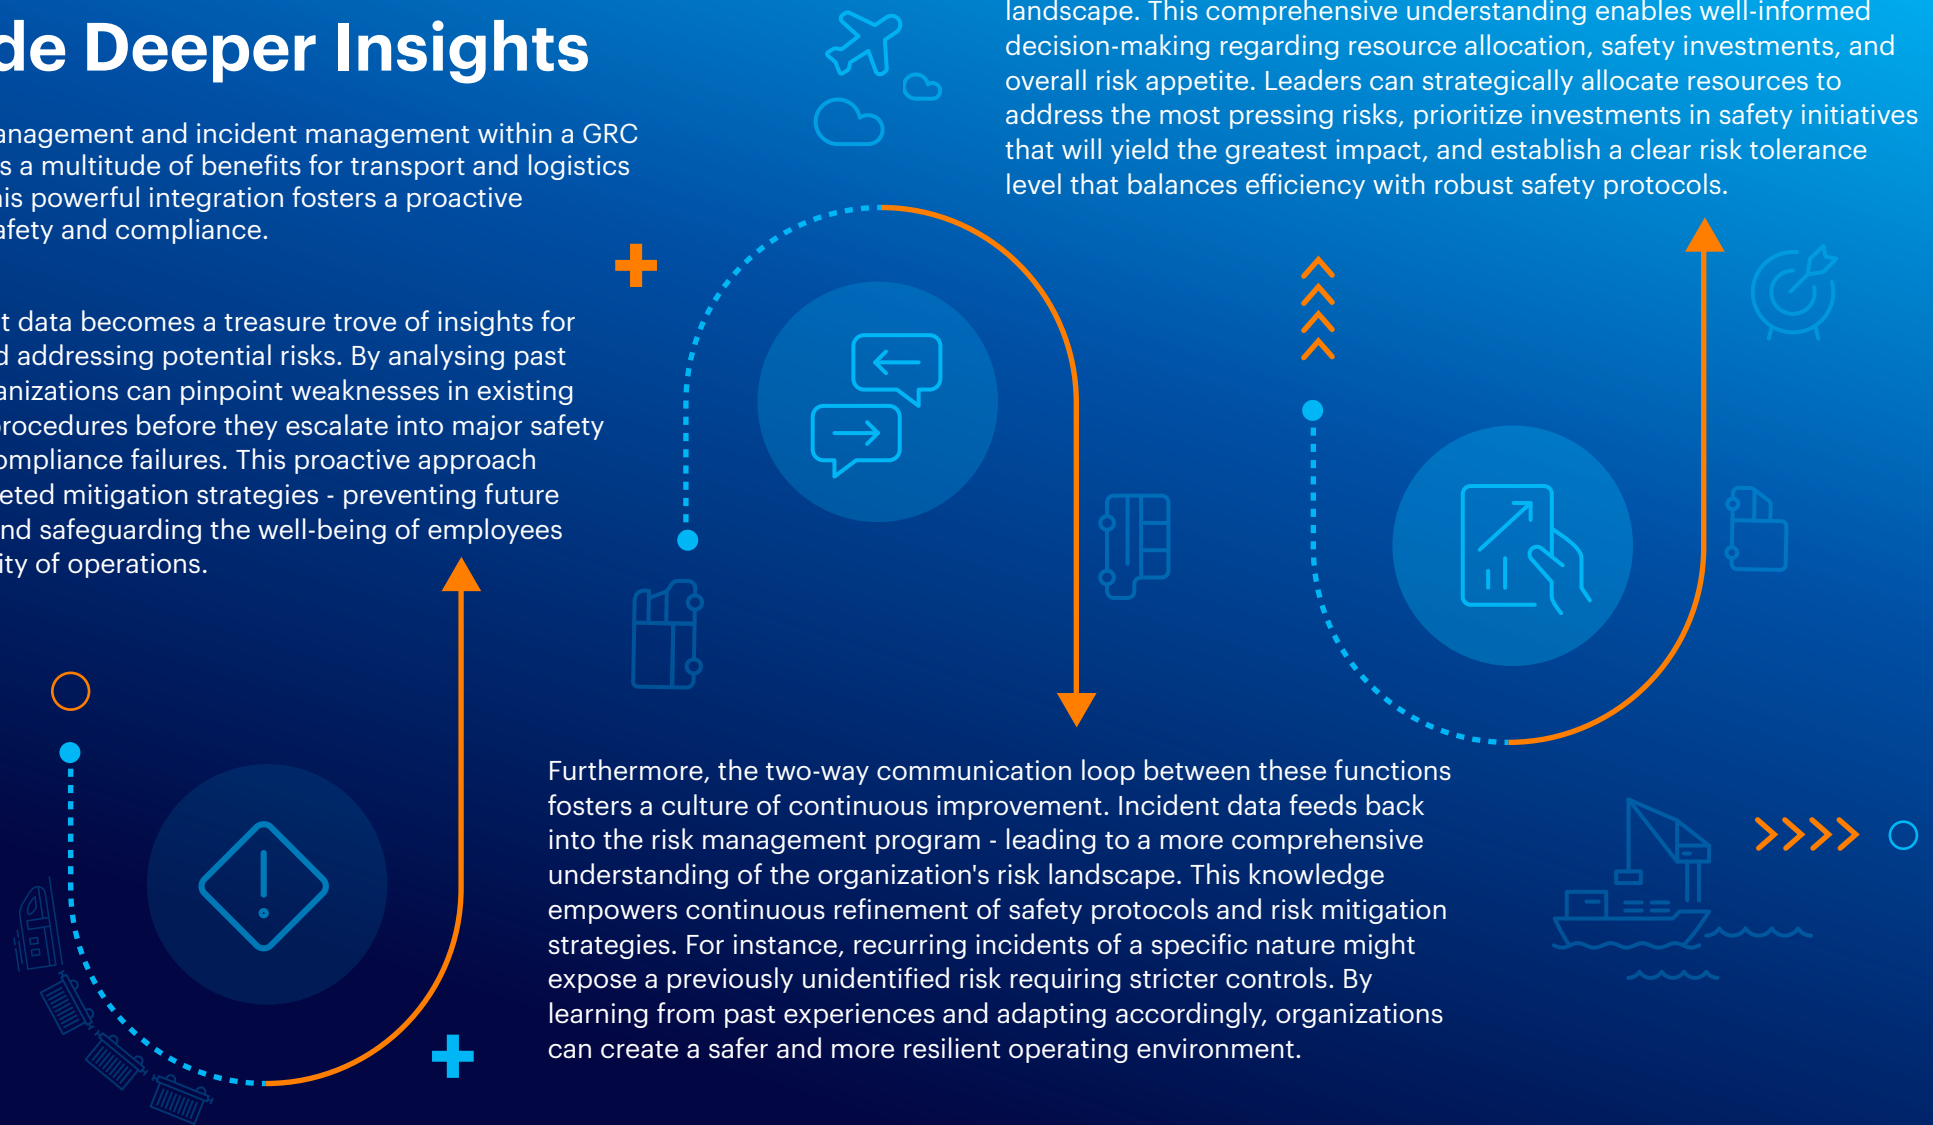 de Deeper Insights
anagement and incident management within a GRC
s a multitude of benefits for transport and logistics
his powerful integration fosters a proactive
afety and compliance.
t data becomes a treasure trove of insights for
d addressing potential risks. By analysing past
anizations can pinpoint weaknesses in existing
procedures before they escalate into major safety
ompliance failures. This proactive approach
eted mitigation strategies - preventing future
nd safeguarding the well-being of employees
ity of operations.
Furthermore, the two-way communication loop between these functions
fosters a culture of continuous improvement. Incident data feeds back
into the risk management program - leading to a more comprehensive
understanding of the organization's risk landscape. This knowledge
empowers continuous refinement of safety protocols and risk mitigation
strategies. For instance, recurring incidents of a specific nature might
expose a previously unidentified risk requiring stricter controls. By
learning from past experiences and adapting accordingly, organizations
can create a safer and more resilient operating environment.
landscape. This comprehensive understanding enables well-informed
decision-making regarding resource allocation, safety investments, and
overall risk appetite. Leaders can strategically allocate resources to
address the most pressing risks, prioritize investments in safety initiatives
that will yield the greatest impact, and establish a clear risk tolerance
level that balances efficiency with robust safety protocols.